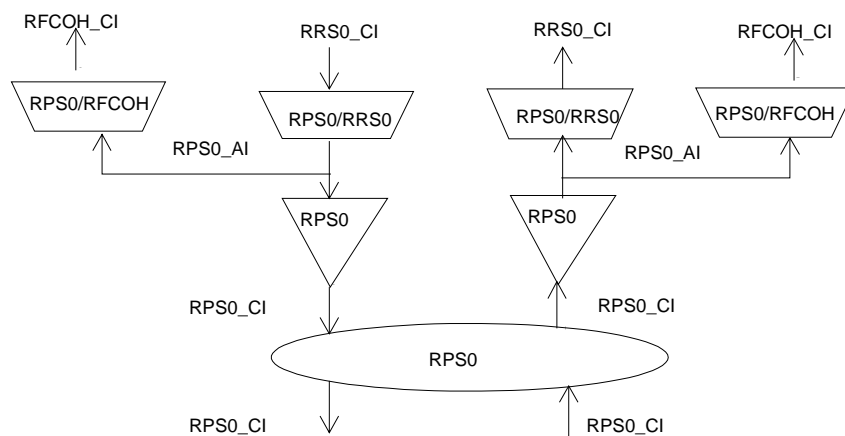 RFCOH_CI
RRS0_CI
RRS0_CI
RFCOH_CI
RPS0/RFCOH
RPS0/RRS0
RPS0/RRS0
RPS0/RFCOH
RPS0_AI
RPS0_AI
RPS0
RPS0
RPS0_CI
RPS0_CI
RPS0
RPS0_CI
RPS0_CI